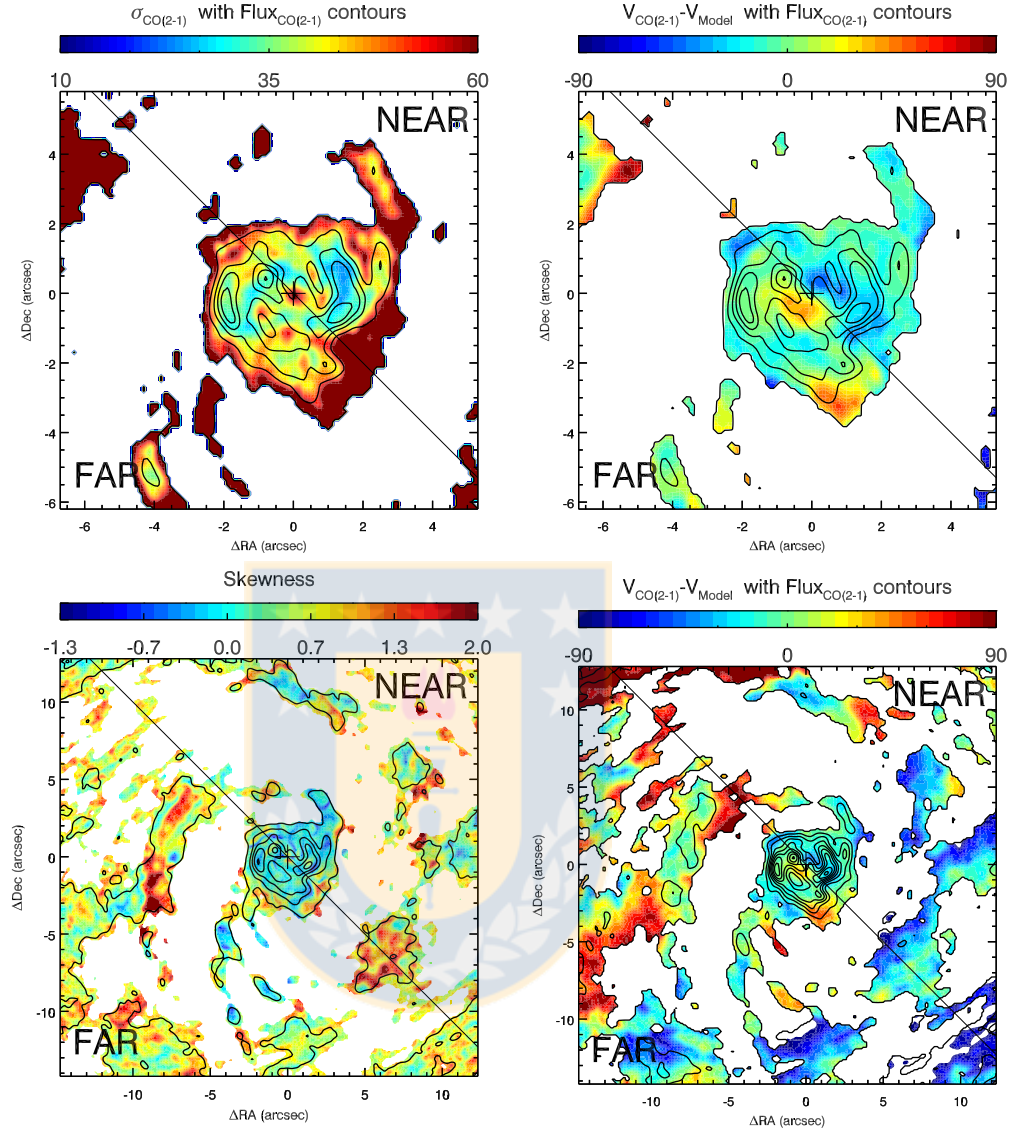 σCO(2-1) with FluxCO(2-1) contours
10 35 60
NEAR
FAR
4
2
0
-2
-4
-6
ΔDec (arcsec)
-6 -4 -2 0 2 4
ΔRA (arcsec)
VCO(2-1)-VModel with FluxCO(2-1) contours
-90 0 90
NEAR
FAR
4
2
0
-2
-4
-6
ΔDec (arcsec)
-6 -4 -2 0 2 4
ΔRA (arcsec)
Skewness
-1.3 -0.7 0.0 0.7 1.3 2.0
NEAR
FAR
10
5
0
-5
-10
ΔDec (arcsec)
-10 -5 0 5 10
ΔRA (arcsec)
VCO(2-1)-VModel with FluxCO(2-1) contours
-90 0 90
NEAR
FAR
10
5
0
-5
-10
ΔDec (arcsec)
-10 -5 0 5 10
ΔRA (arcsec)